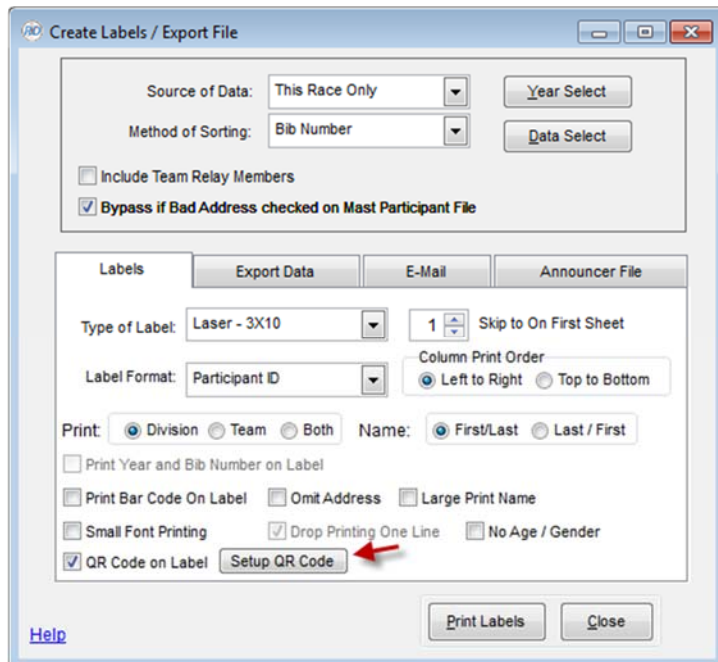 Create Labels / Export File
Source of Data: This Race Only Year Select
Method of Sorting: Bib Number Data Select
Include Team Relay Members
Bypass if Bad Address checked on Mast Participant File
Labels Export Data E-Mail Announcer File
Type of Label: Laser - 3X10 1 Skip to On First Sheet
Column Print Order
Label Format: Participant ID Left to Right Top to Bottom
Print: Division Team Both Name: First/Last Last / First
Print Year and Bib Number on Label
Print Bar Code On Label Omit Address Large Print Name
Small Font Printing Drop Printing One Line No Age / Gender
QR Code on Label Setup QR Code
Print Labels Close
Help